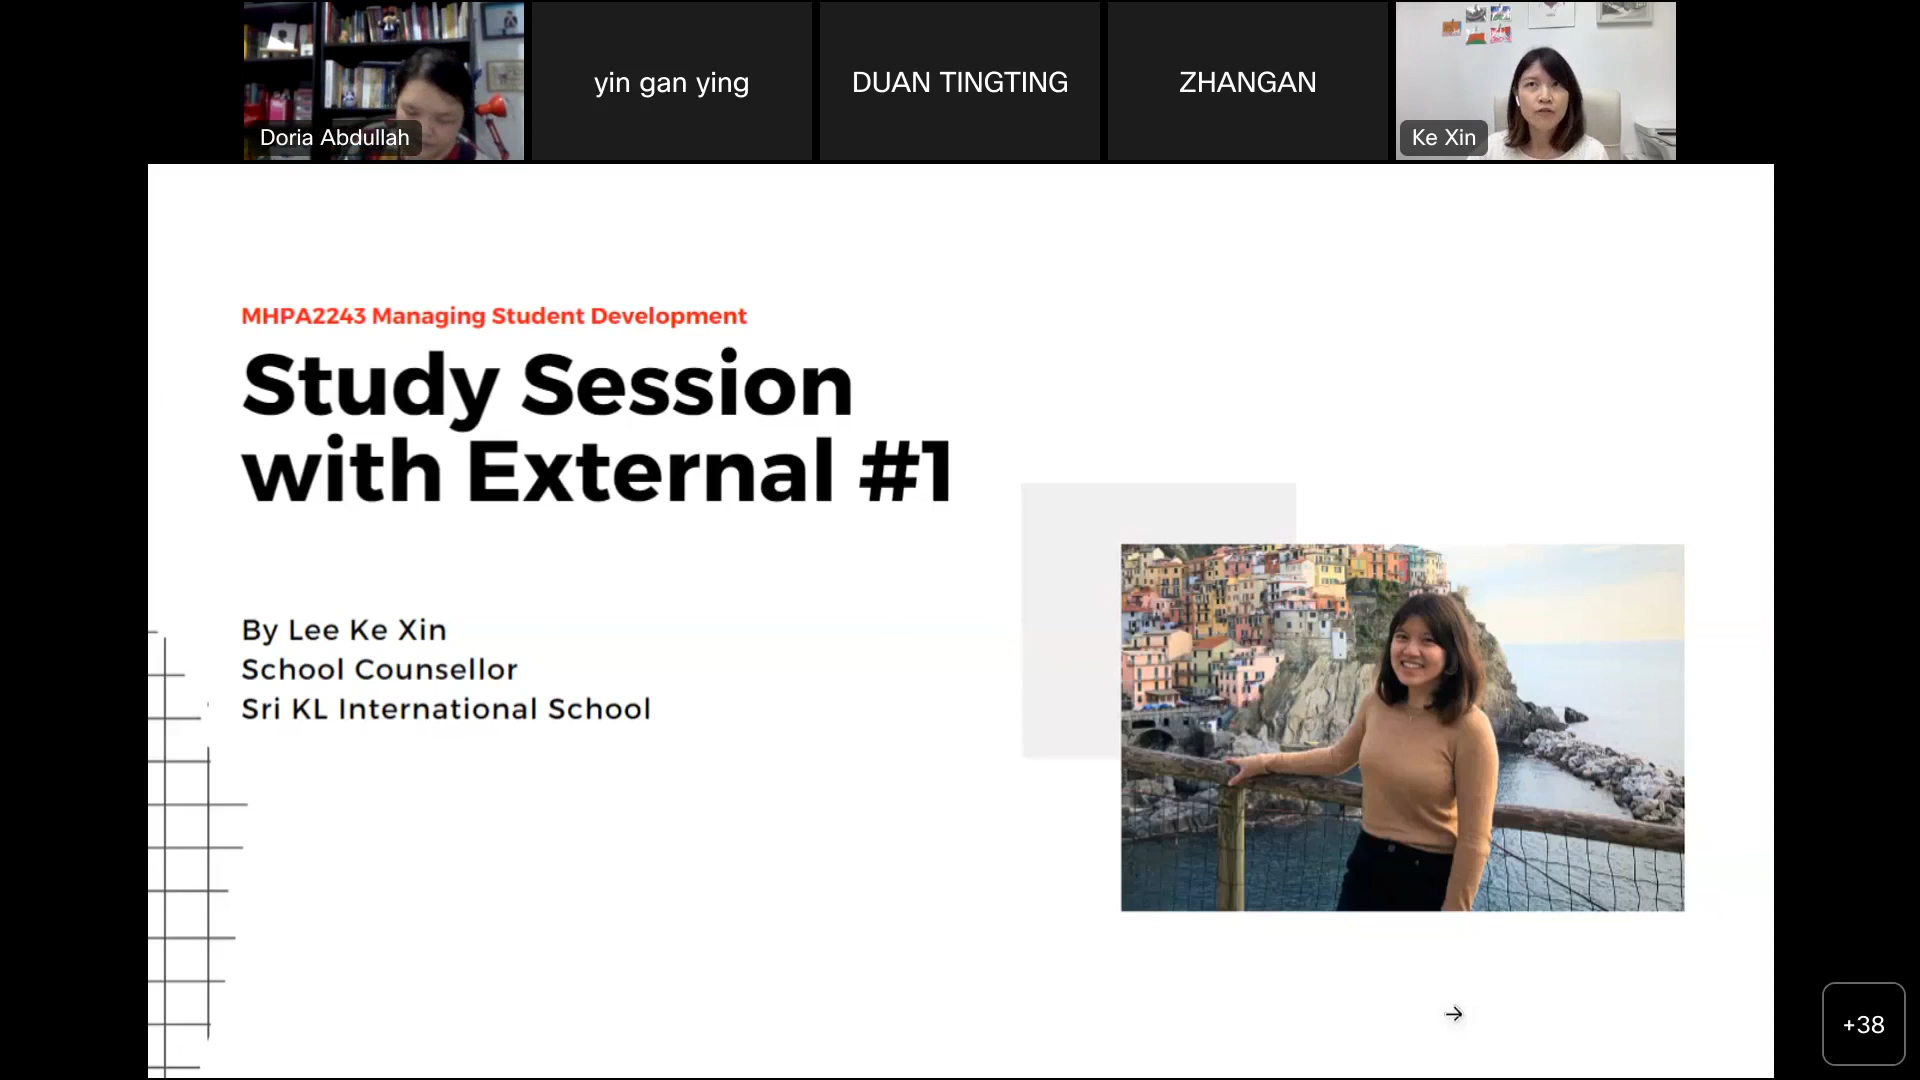 Doria Abdullah
yin gan ying
DUAN TINGTING
ZHANGAN
Ke Xin
MHPA2243 Managing Student Development
Study Session
with External #1
By Lee Ke Xin
School Counsellor
Sri KL International School
+38